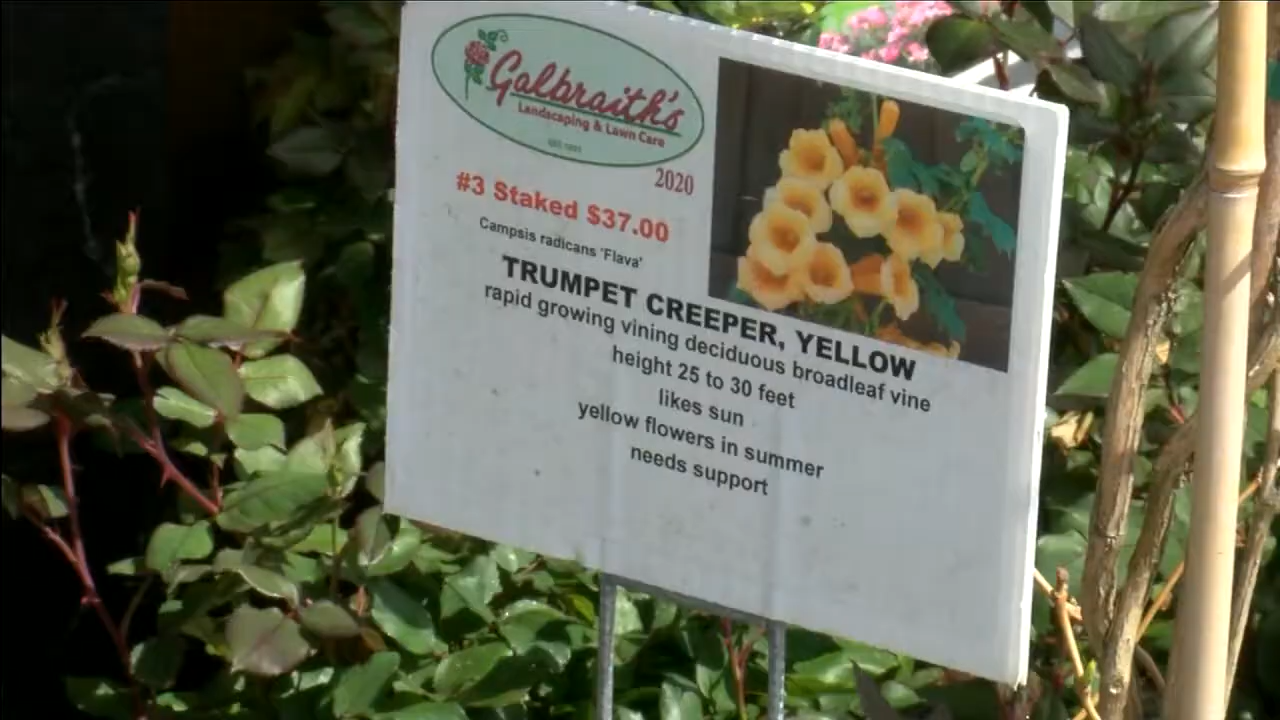 Galbraith's
Landscaping & Lawn Care
2020
#3 Staked $37.00
Campsis radicans 'Flava'
TRUMPET CREEPER, YELLOW
rapid growing vining deciduous broadleaf vine
height 25 to 30 feet
likes sun
yellow flowers in summer
needs support